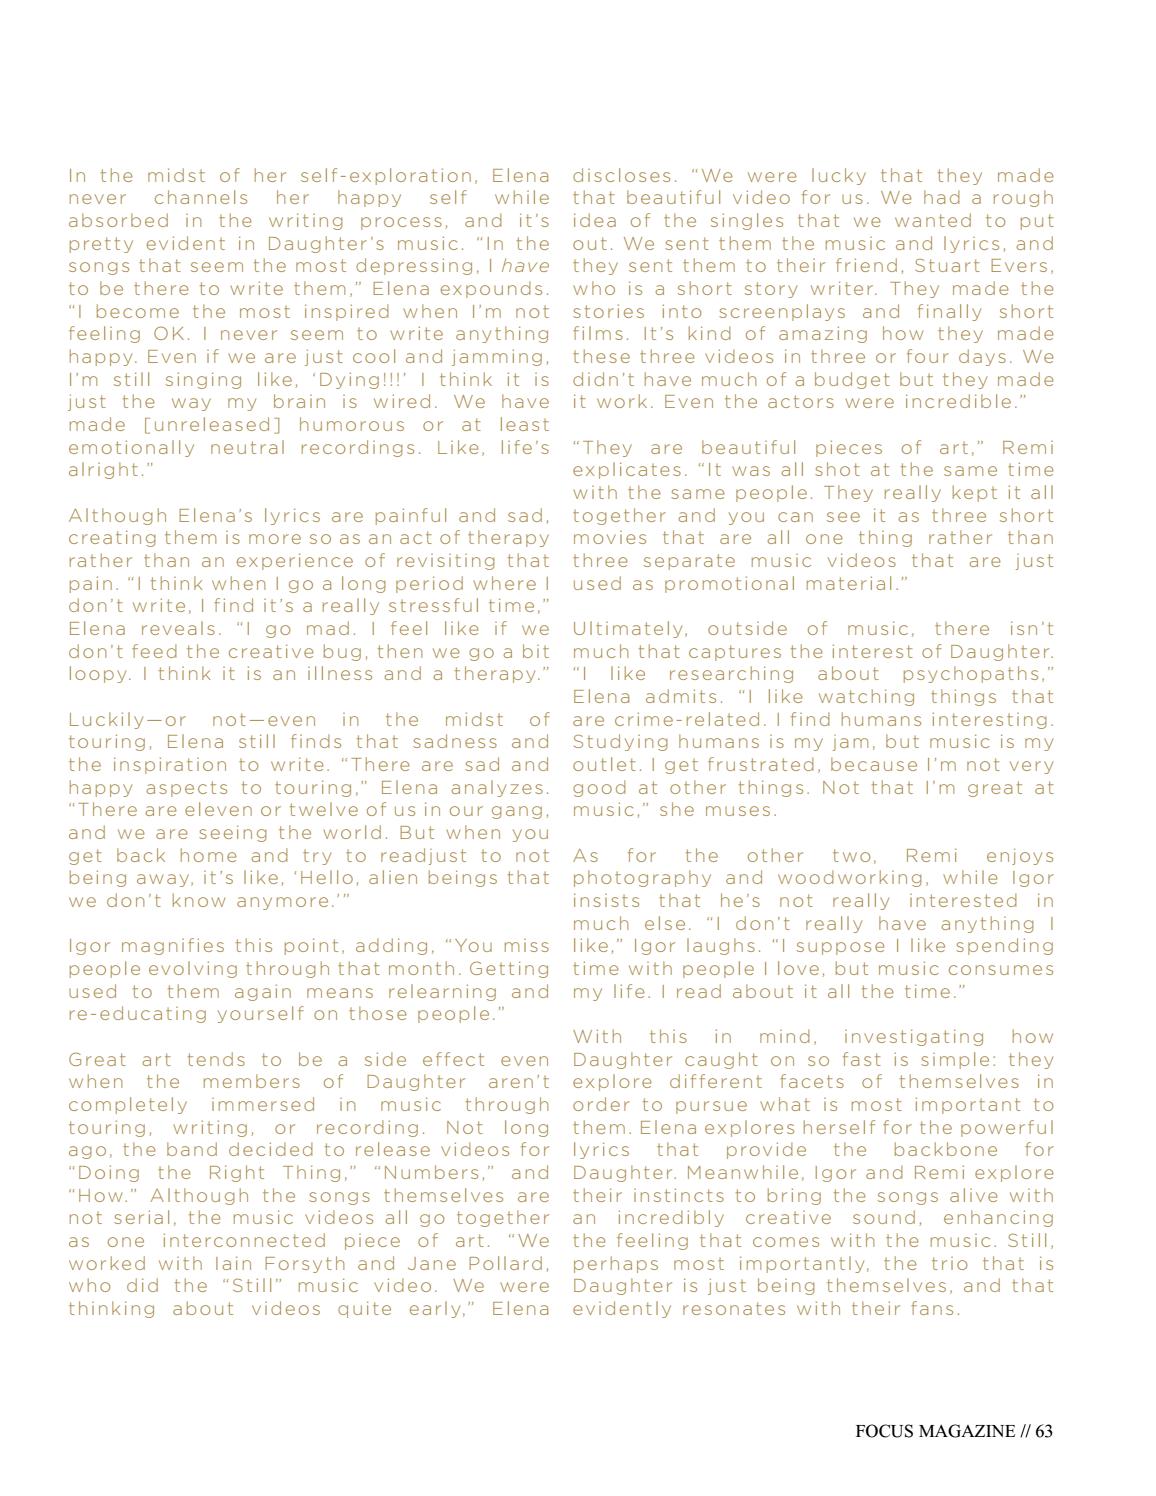 In the midst of her self-exploration, Elena
never channels her happy self while
absorbed in the writing process, and it’s
pretty evident in Daughter’s music. “In the
songs that seem the most depressing, I have
to be there to write them,” Elena expounds.
“I become the most inspired when I’m not
feeling OK. I never seem to write anything
happy. Even if we are just cool and jamming,
I’m still singing like, ‘Dying!!!’ I think it is
just the way my brain is wired. We have
made [unreleased] humorous or at least
emotionally neutral recordings. Like, life’s
alright.”

Although Elena’s lyrics are painful and sad,
creating them is more so as an act of therapy
rather than an experience of revisiting that
pain. “I think when I go a long period where I
don’t write, I find it’s a really stressful time,”
Elena reveals. “I go mad. I feel like if we
don’t feed the creative bug, then we go a bit
loopy. I think it is an illness and a therapy.”

Luckily—or not—even in the midst of
touring, Elena still finds that sadness and
the inspiration to write. “There are sad and
happy aspects to touring,” Elena analyzes.
“There are eleven or twelve of us in our gang,
and we are seeing the world. But when you
get back home and try to readjust to not
being away, it’s like, ‘Hello, alien beings that
we don’t know anymore.’”

Igor magnifies this point, adding, “You miss
people evolving through that month. Getting
used to them again means relearning and
re-educating yourself on those people.”

Great art tends to be a side effect even
when the members of Daughter aren’t
completely immersed in music through
touring, writing, or recording. Not long
ago, the band decided to release videos for
“Doing the Right Thing,” “Numbers,” and
“How.” Although the songs themselves are
not serial, the music videos all go together
as one interconnected piece of art. “We
worked with Iain Forsyth and Jane Pollard,
who did the “Still” music video. We were
thinking about videos quite early,” Elena
discloses. “We were lucky that they made
that beautiful video for us. We had a rough
idea of the singles that we wanted to put
out. We sent them the music and lyrics, and
they sent them to their friend, Stuart Evers,
who is a short story writer. They made the
stories into screenplays and finally short
films. It’s kind of amazing how they made
these three videos in three or four days. We
didn’t have much of a budget but they made
it work. Even the actors were incredible.”

“They are beautiful pieces of art,” Remi
explicates. “It was all shot at the same time
with the same people. They really kept it all
together and you can see it as three short
movies that are all one thing rather than
three separate music videos that are just
used as promotional material.”

Ultimately, outside of music, there isn’t
much that captures the interest of Daughter.
“I like researching about psychopaths,”
Elena admits. “I like watching things that
are crime-related. I find humans interesting.
Studying humans is my jam, but music is my
outlet. I get frustrated, because I’m not very
good at other things. Not that I’m great at
music,” she muses.

As for the other two, Remi enjoys
photography and woodworking, while Igor
insists that he’s not really interested in
much else. “I don’t really have anything I
like,” Igor laughs. “I suppose I like spending
time with people I love, but music consumes
my life. I read about it all the time.”

With this in mind, investigating how
Daughter caught on so fast is simple: they
explore different facets of themselves in
order to pursue what is most important to
them. Elena explores herself for the powerful
lyrics that provide the backbone for
Daughter. Meanwhile, Igor and Remi explore
their instincts to bring the songs alive with
an incredibly creative sound, enhancing
the feeling that comes with the music. Still,
perhaps most importantly, the trio that is
Daughter is just being themselves, and that
evidently resonates with their fans.

FOCUS MAGAZINE // 63